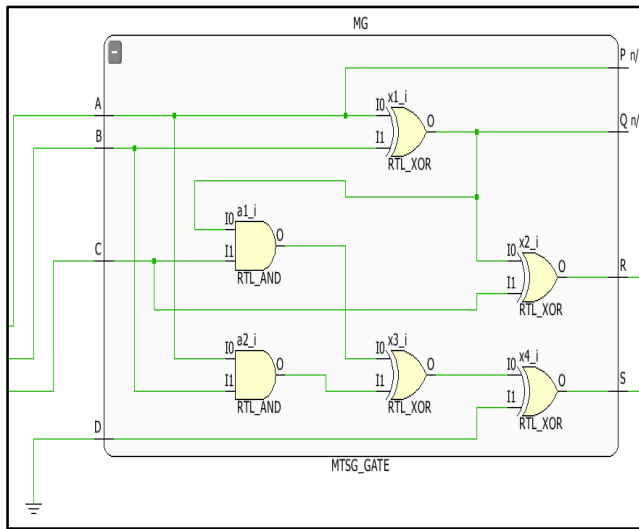 MG
-
P n/
A
I0 x1_i
O
Q n/
B
I1
RTL_XOR
a1_i
I0
O
I1
RTL_AND
C
x2_i
I0
O
R
I1
RTL_XOR
a2_i
I0
O
I1
RTL_AND
x3_i
I0
O
I1
RTL_XOR
x4_i
I0
O
S
I1
RTL_XOR
D
MTSG_GATE